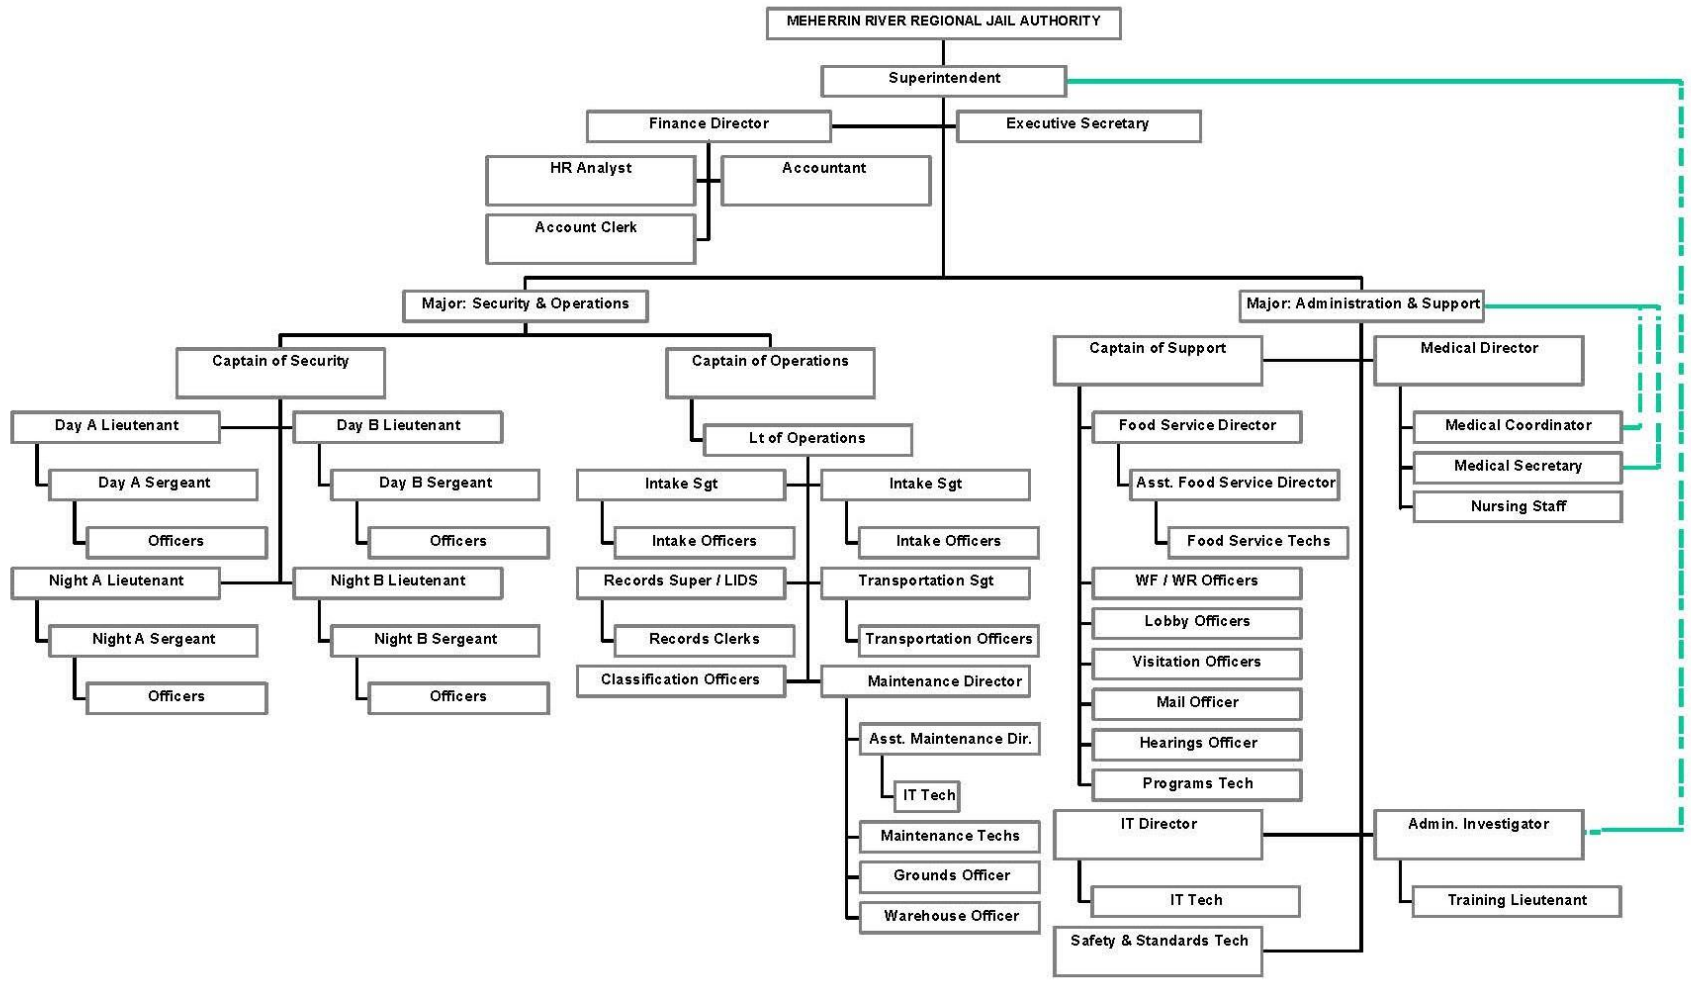 MEHERRIN RIVER REGIONAL JAIL AUTHORITY
Superintendent
Finance Director
Executive Secretary
HR Analyst
Accountant
Account Clerk
Major: Security & Operations
Major: Administration & Support
Captain of Security
Captain of Operations
Captain of Support
Medical Director
Day A Lieutenant
Day B Lieutenant
Lt of Operations
Food Service Director
Medical Coordinator
Medical Secretary
Day A Sergeant
Day B Sergeant
Intake Sgt
Intake Sgt
Asst. Food Service Director
Nursing Staff
Officers
Officers
Intake Officers
Intake Officers
Food Service Techs
Night A Lieutenant
Night B Lieutenant
Records Super / LIDS
Transportation Sgt
WF / WR Officers
Lobby Officers
Night A Sergeant
Night B Sergeant
Records Clerks
Transportation Officers
Visitation Officers
Officers
Officers
Classification Officers
Maintenance Director
Mail Officer
Asst. Maintenance Dir.
Hearings Officer
IT Tech
Programs Tech
Maintenance Techs
IT Director
Admin. Investigator
Grounds Officer
IT Tech
Training Lieutenant
Warehouse Officer
Safety & Standards Tech